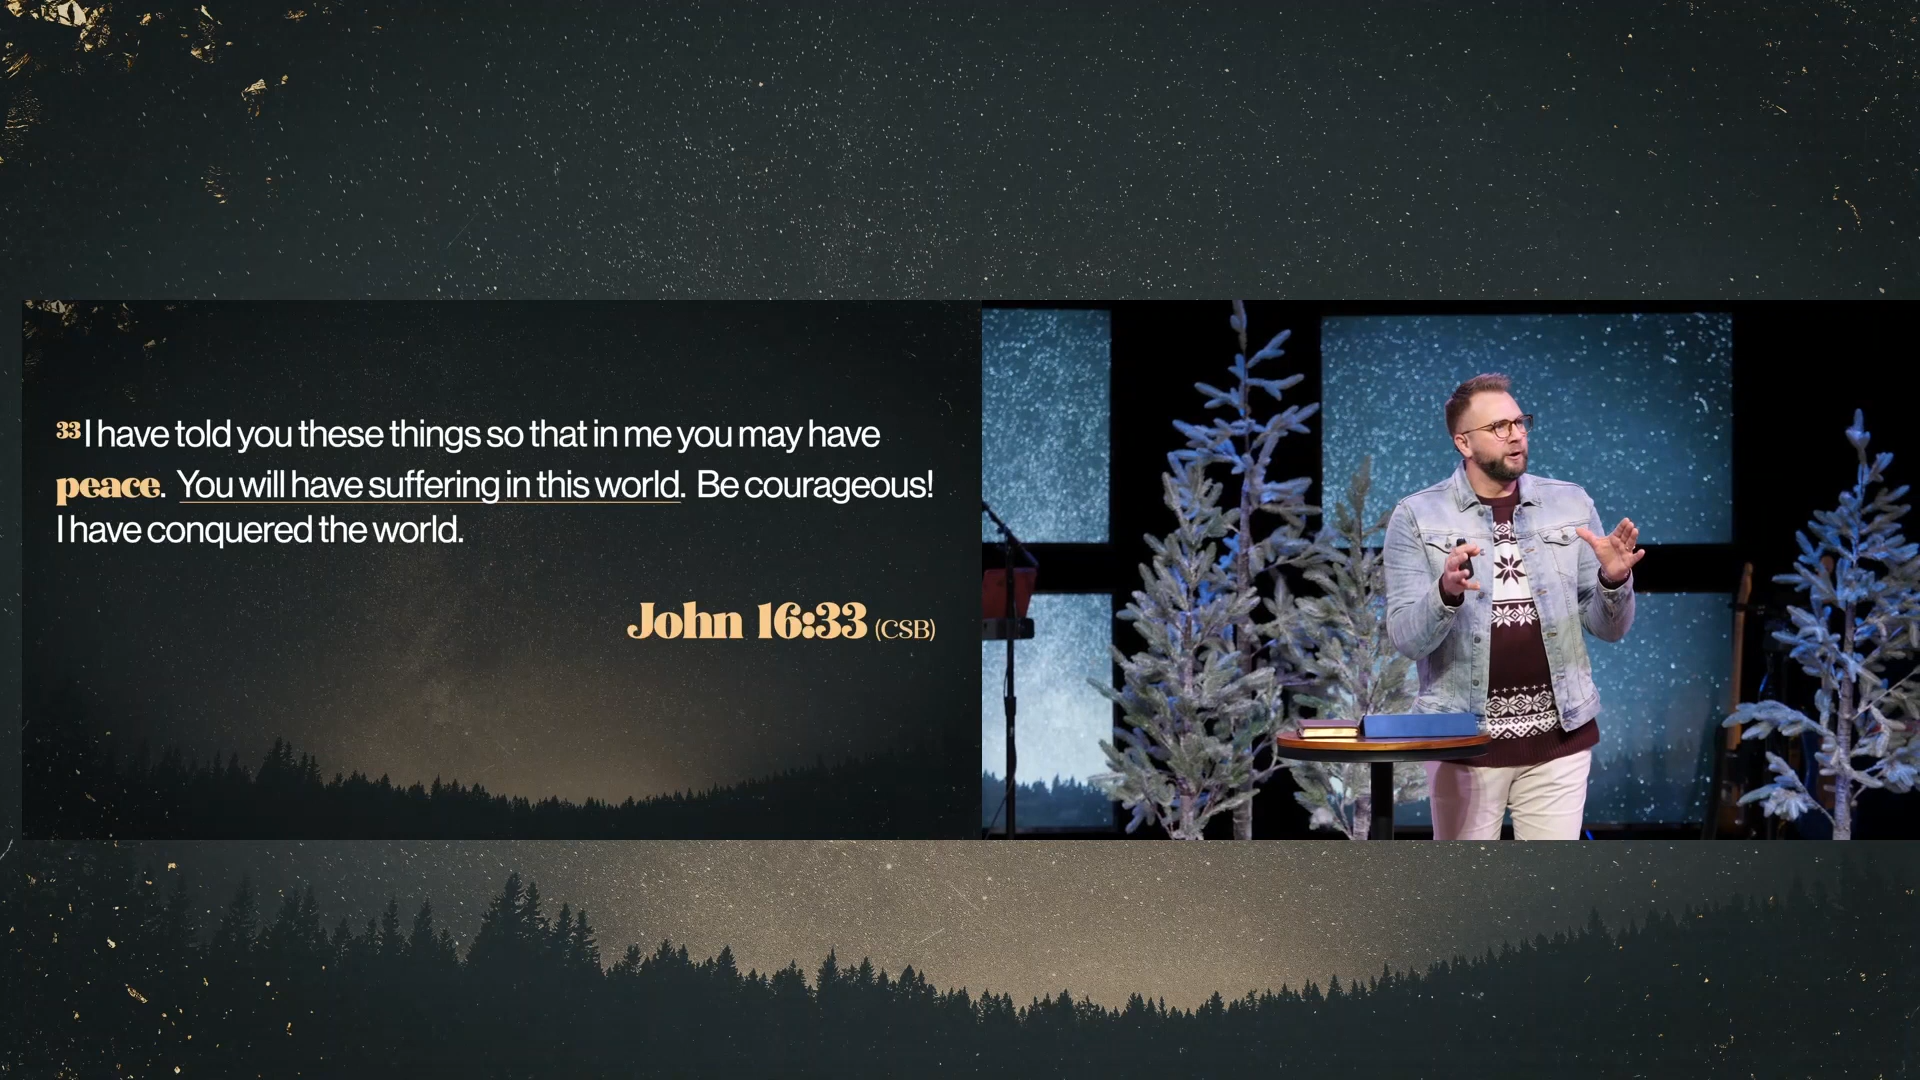 33 I have told you these things so that in me you may have
peace. You will have suffering in this world. Be courageous!
I have conquered the world.
John 16:33 (CSB)